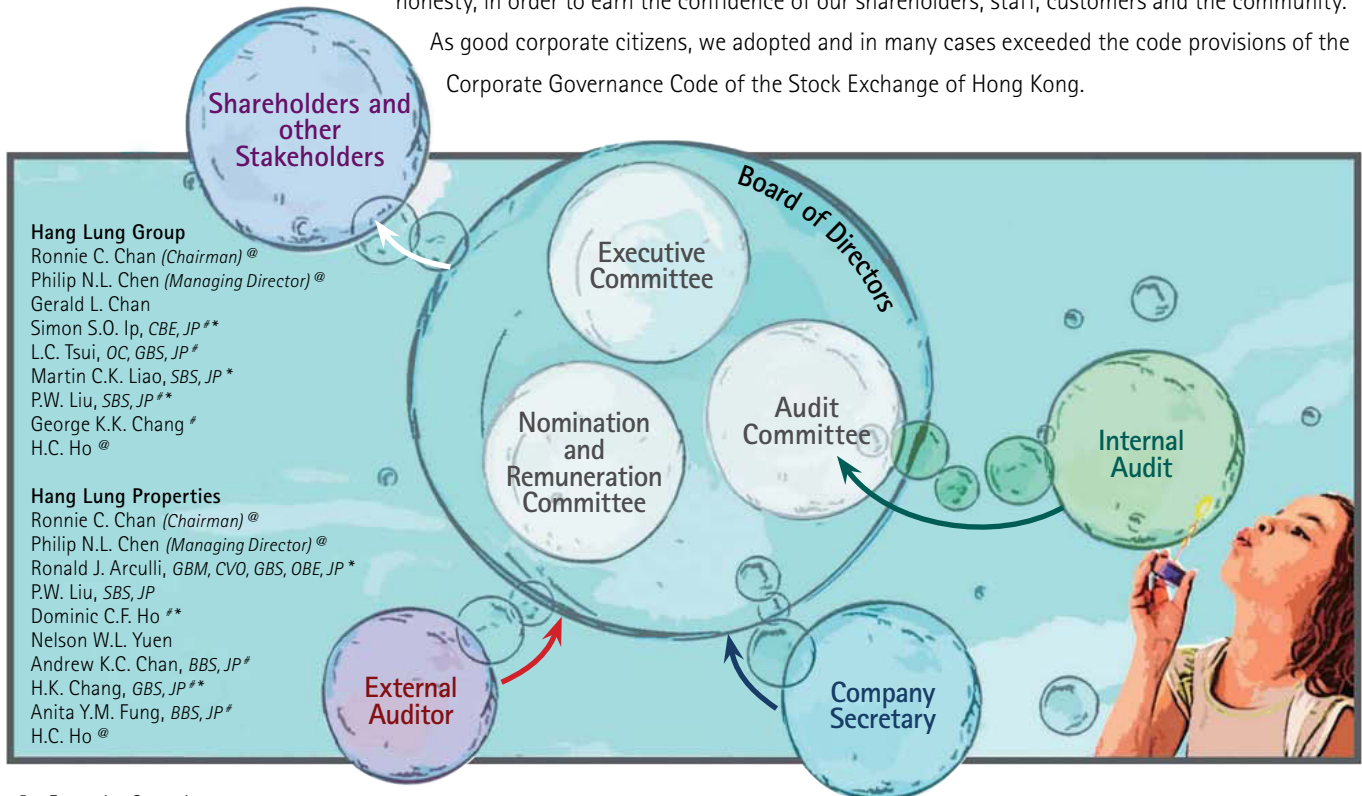 honesty, in order to earn the confidence of our shareholders, staff, customers and the community.
As good corporate citizens, we adopted and in many cases exceeded the code provisions of the
Corporate Governance Code of the Stock Exchange of Hong Kong.
Shareholders and
other
Stakeholders
Board of Directors
Executive
Committee
Nomination
and
Remuneration
Committee
Audit
Committee
Internal
Audit
Hang Lung Group
Ronnie C. Chan (Chairman) @
Philip N.L. Chen (Managing Director) @
Gerald L. Chan
Simon S.O. Ip, CBE, JP #*
L.C. Tsui, OC, GBS, JP #
Martin C.K. Liao, SBS, JP *
P.W. Liu, SBS, JP #*
George K.K. Chang #
H.C. Ho @
Hang Lung Properties
Ronnie C. Chan (Chairman) @
Philip N.L. Chen (Managing Director) @
Ronald J. Arculli, GBM, CVO, GBS, OBE, JP *
P.W. Liu, SBS, JP
Dominic C.F. Ho #*
Nelson W.L. Yuen
Andrew K.C. Chan, BBS, JP #
H.K. Chang, GBS, JP #*
Anita Y.M. Fung, BBS, JP #
H.C. Ho @
External
Auditor
Company
Secretary